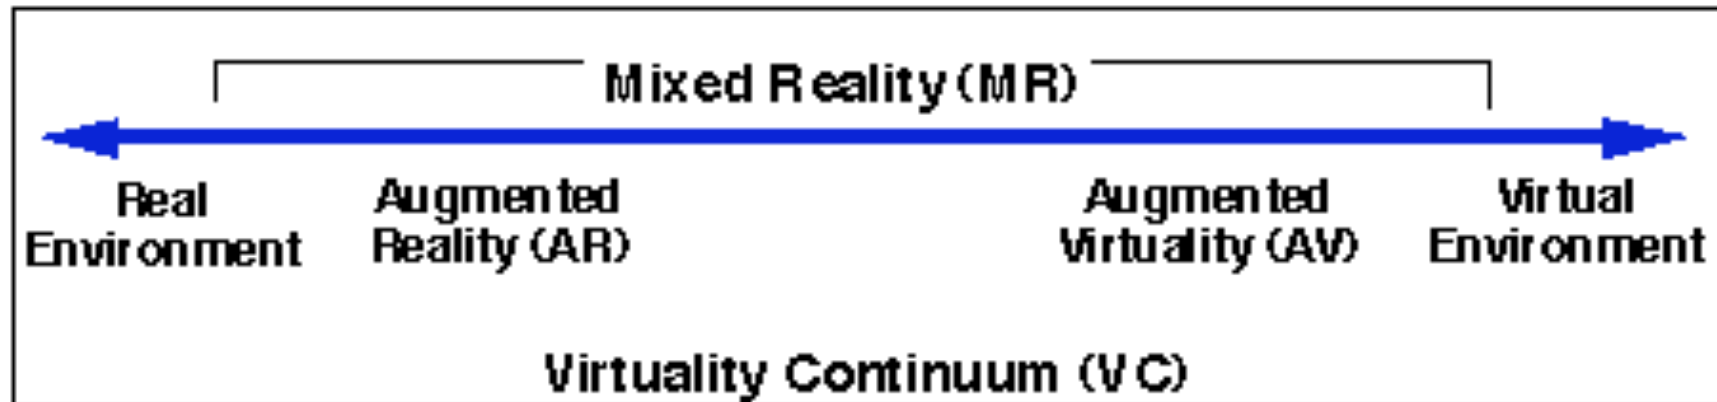 Mixed Reality (MR)
Real Environment
Augmented Reality (AR)
Augmented Virtuality (AV)
Virtual Environment
Virtuality Continuum (VC)